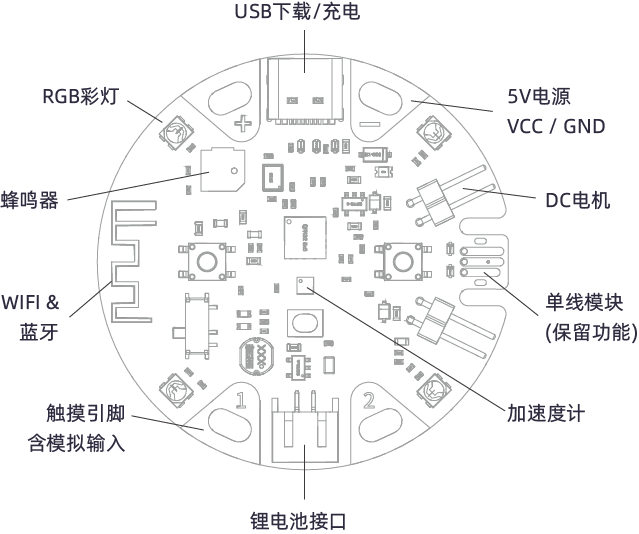 USB下载/充电
RGB彩灯
5V电源
VCC / GND
+
-
蜂鸣器
DC电机
WIFI &
蓝牙
单线模块
(保留功能)
触摸引脚
含模拟输入
1
2
加速度计
锂电池接口